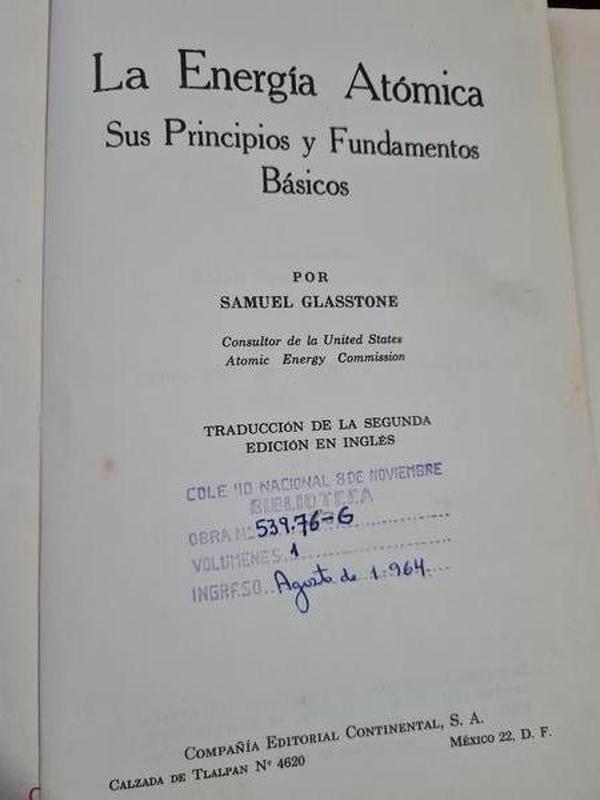 La Energía Atómica
Sus Principios y Fundamentos
Básicos
POR
SAMUEL GLASSTONE
Consultor de la United States
Atomic Energy Commission
TRADUCCIÓN DE LA SEGUNDA
EDICIÓN EN INGLÉS
COLEGIO NACIONAL 8 DE NOVIEMBRE
BIBLIOTECA
OBRA Nº 539.76-G
VOLUMENES 1
INGRESO Agosto de 1.964
COMPAÑÍA EDITORIAL CONTINENTAL, S. A.
CALZADA DE TLALPAN Nº 4620 MÉXICO 22, D. F.